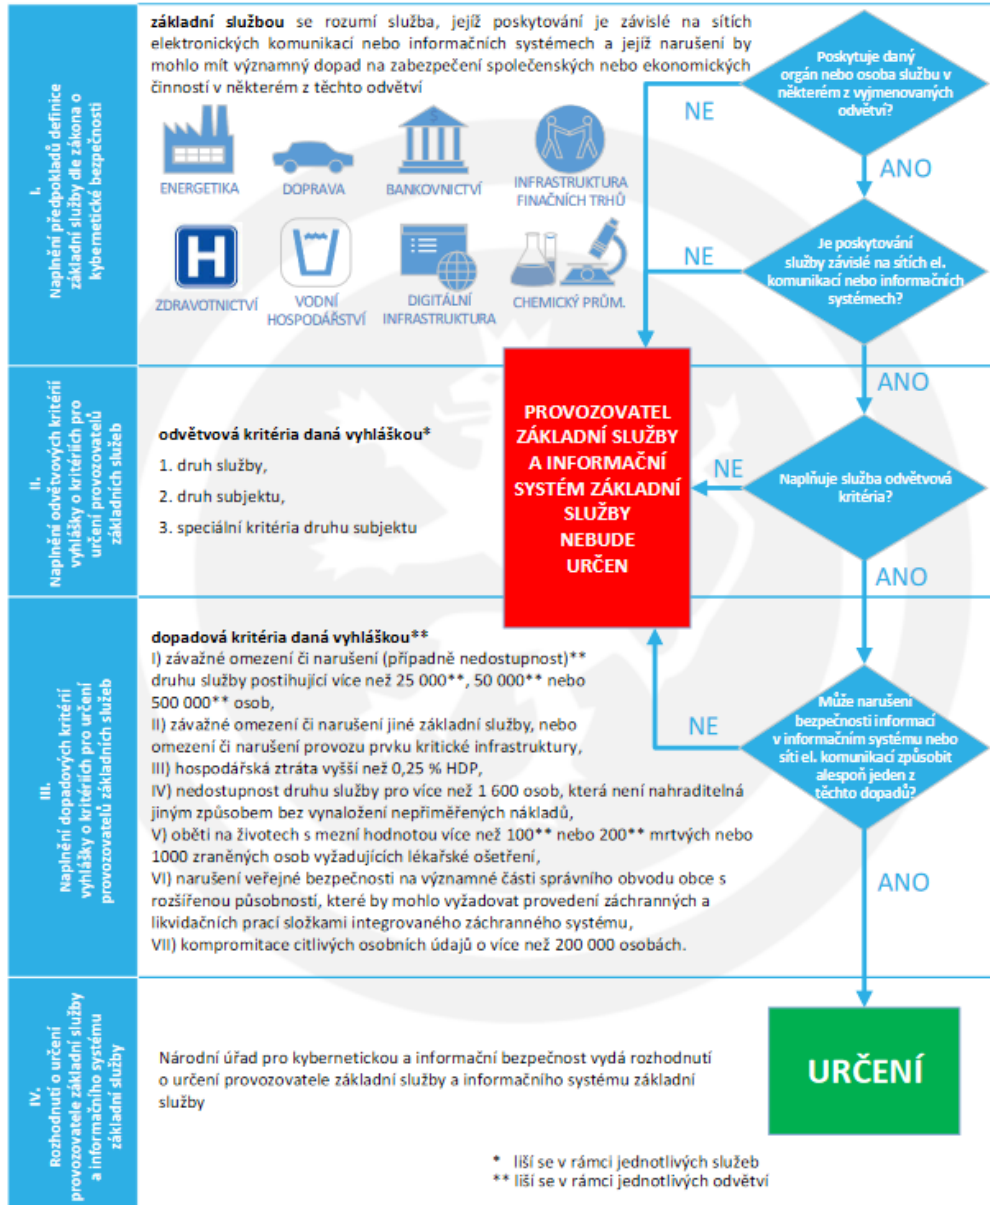 I.
Naplnění předpokladů definice
základní služby dle zákona o
kybernetické bezpečnosti
základní službou se rozumí služba, jejíž poskytování je závislé na sítích
elektronických komunikací nebo informačních systémech a jejíž narušení by
mohlo mít významný dopad na zabezpečení společenských nebo ekonomických
činností v některém z těchto odvětví
ENERGETIKA
DOPRAVA
$
BANKOVNICTVÍ
INFRASTRUKTURA
FINAČNÍCH TRHŮ
H
ZDRAVOTNICTVÍ
VODNÍ
HOSPODÁŘSTVÍ
DIGITÁLNÍ
INFRASTRUKTURA
CHEMICKÝ PRŮM.
Poskytuje daný
orgán nebo osoba službu v
některém z vyjmenovaných
odvětví?
NE
ANO
Je poskytování
služby závislé na sítích el.
komunikací nebo informačních
systémech?
NE
ANO
II.
Naplnění odvětvových kritérií
vyhlášky o kritériích pro
určení provozovatelů
základních služeb
odvětvová kritéria daná vyhláškou*
1. druh služby,
2. druh subjektu,
3. speciální kritéria druhu subjektu
PROVOZOVATEL
ZÁKLADNÍ SLUŽBY
A INFORMAČNÍ
SYSTÉM ZÁKLADNÍ
SLUŽBY
NEBUDE
URČEN
NE
Naplňuje služba odvětvová
kritéria?
ANO
III.
Naplnění dopadových kritérií
vyhlášky o kritériích pro určení
provozovatelů základních služeb
dopadová kritéria daná vyhláškou**
I) závažné omezení či narušení (případně nedostupnost)**
druhu služby postihující více než 25 000**, 50 000** nebo
500 000** osob,
II) závažné omezení či narušení jiné základní služby, nebo
omezení či narušení provozu prvku kritické infrastruktury,
III) hospodářská ztráta vyšší než 0,25 % HDP,
IV) nedostupnost druhu služby pro více než 1 600 osob, která není nahraditelná
jiným způsobem bez vynaložení nepřiměřených nákladů,
V) oběti na životech s mezní hodnotou více než 100** nebo 200** mrtvých nebo
1000 zraněných osob vyžadujících lékařské ošetření,
VI) narušení veřejné bezpečnosti na významné části správního obvodu obce s
rozšířenou působností, které by mohlo vyžadovat provedení záchranných a
likvidačních prací složkami integrovaného záchranného systému,
VII) kompromitace citlivých osobních údajů o více než 200 000 osobách.
NE
Může narušení
bezpečnosti informací
v informačním systému nebo
síti el. komunikací způsobit
alespoň jeden z
těchto dopadů?
ANO
IV.
Rozhodnutí o určení
provozovatele základní služby
a informačního systému
základní služby
Národní úřad pro kybernetickou a informační bezpečnost vydá rozhodnutí
o určení provozovatele základní služby a informačního systému základní
služby
URČENÍ
* liší se v rámci jednotlivých služeb
** liší se v rámci jednotlivých odvětví